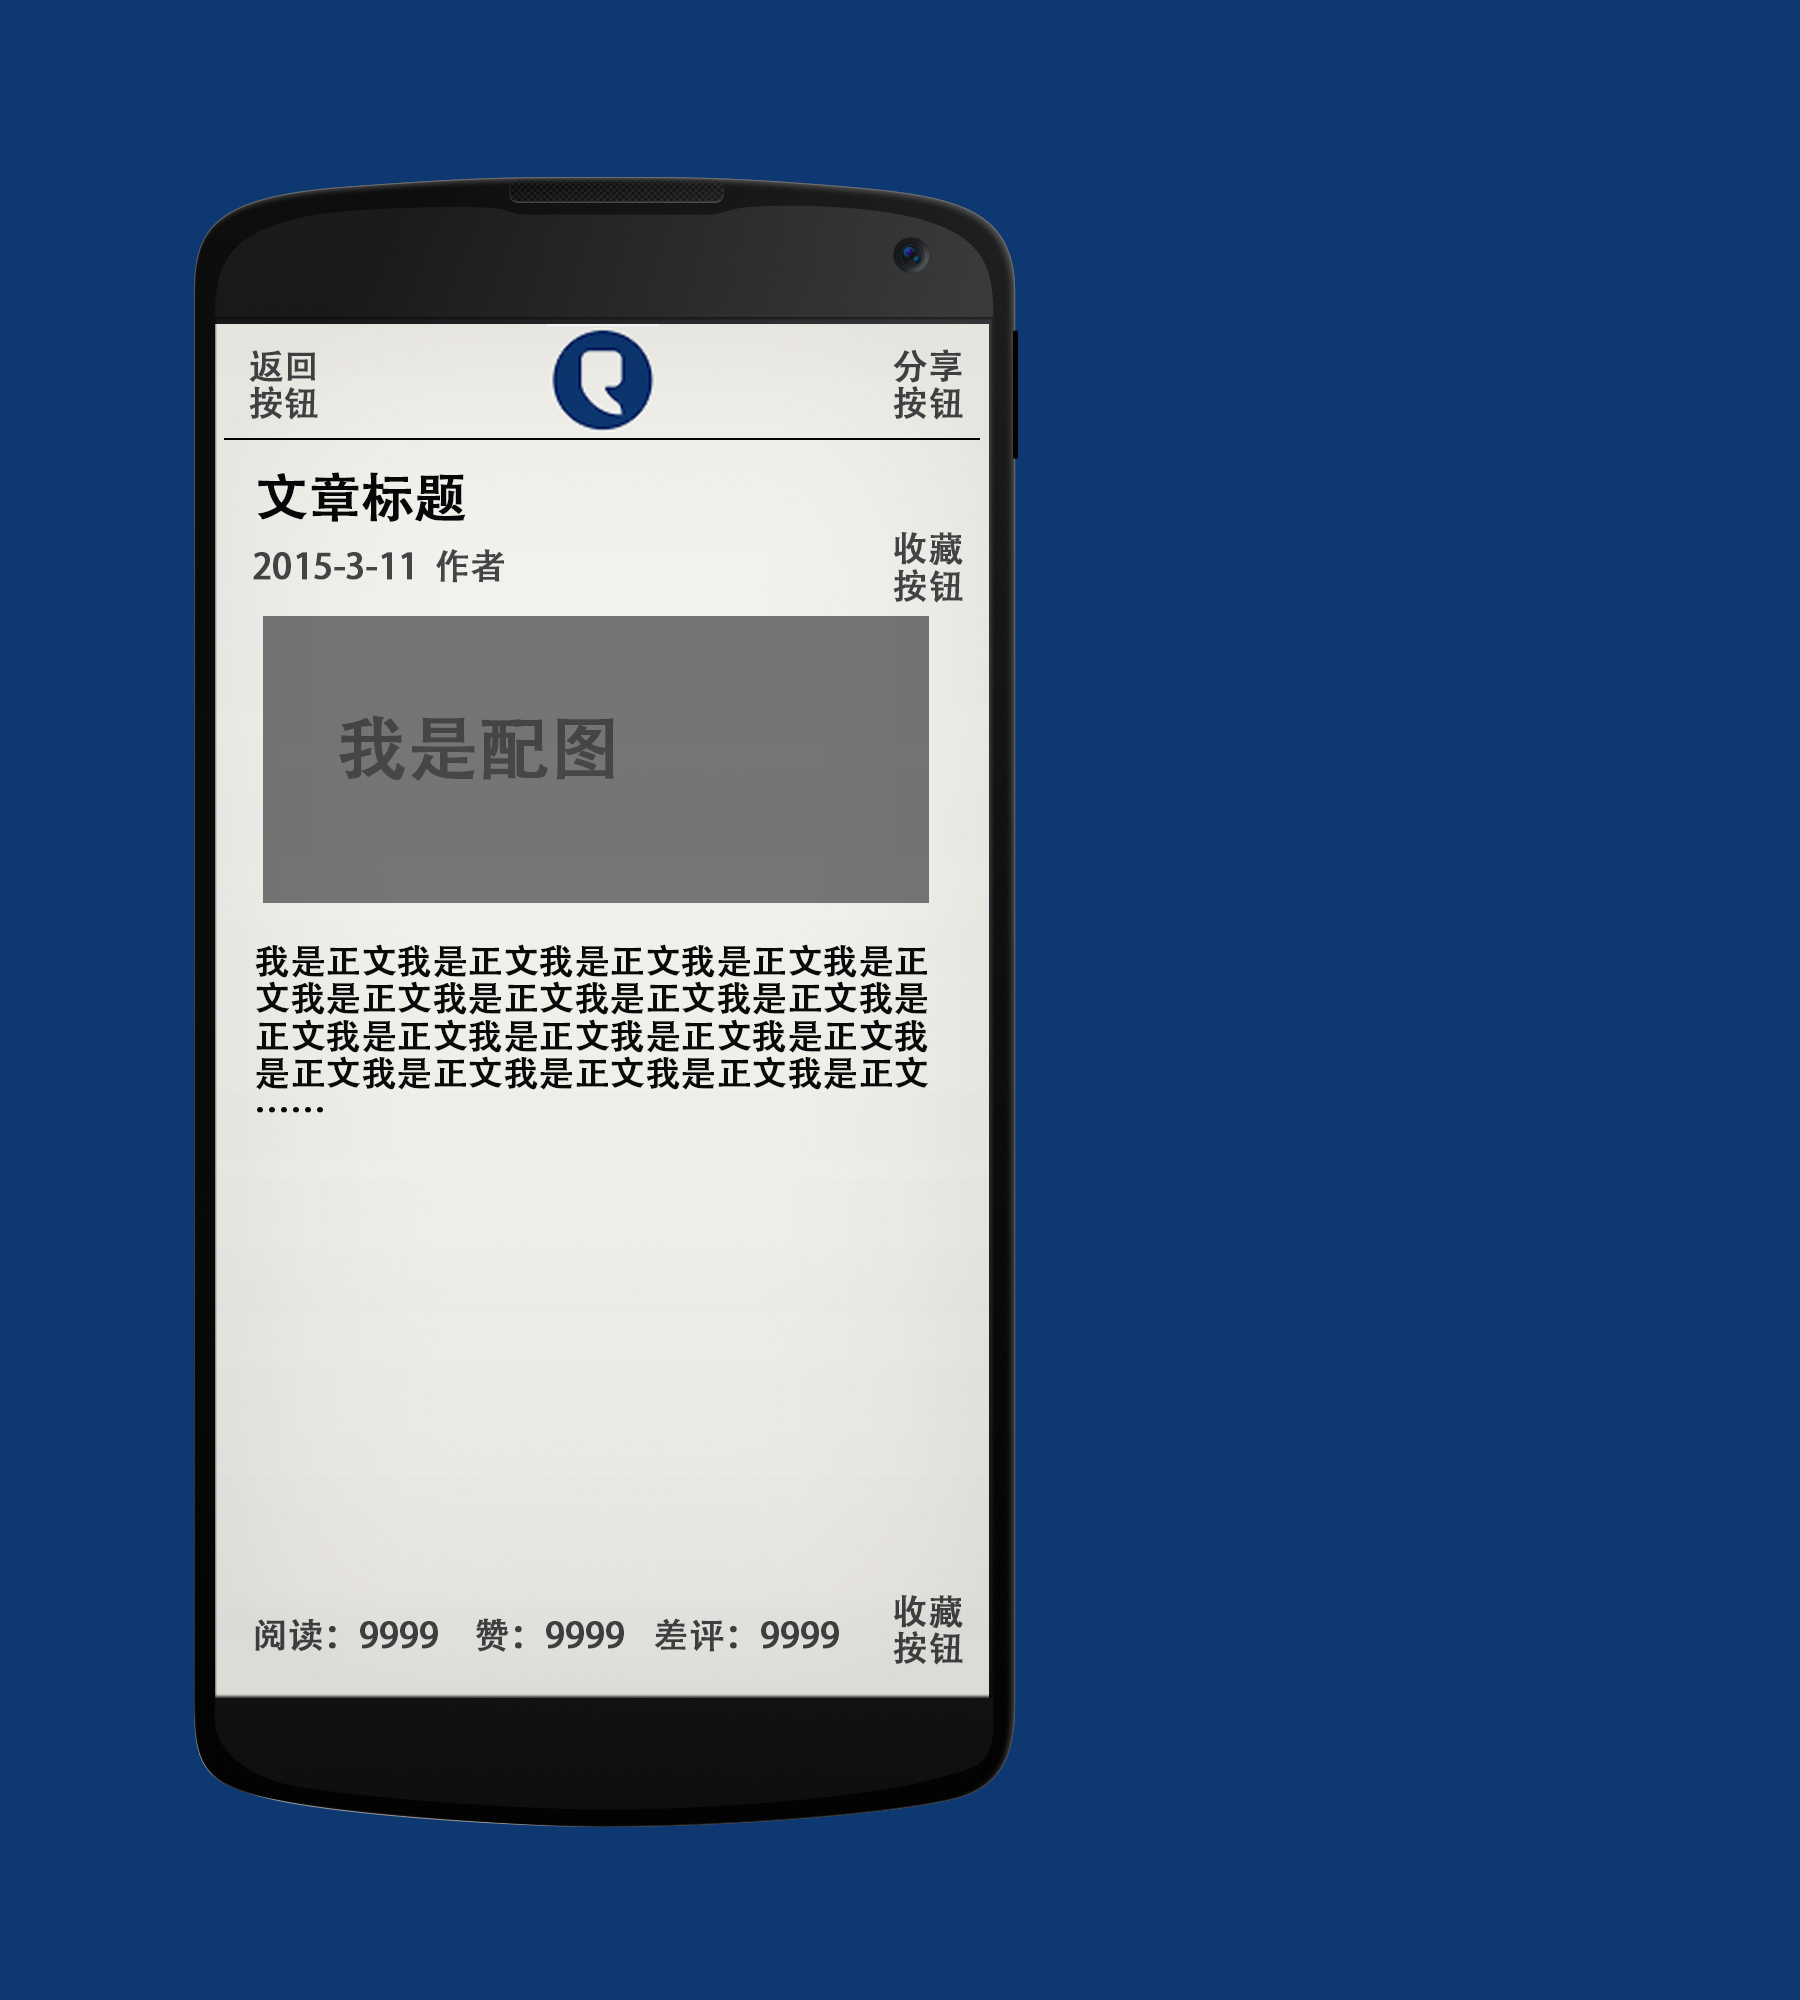 返回
按钮
分享
按钮
文章标题
2015-3-11 作者
收藏
按钮
我是配图
我是正文我是正文我是正文我是正文我是正
文我是正文我是正文我是正文我是正文我是
正文我是正文我是正文我是正文我是正文我
是正文我是正文我是正文我是正文我是正文
……
阅读：9999 赞：9999 差评：9999
收藏
按钮